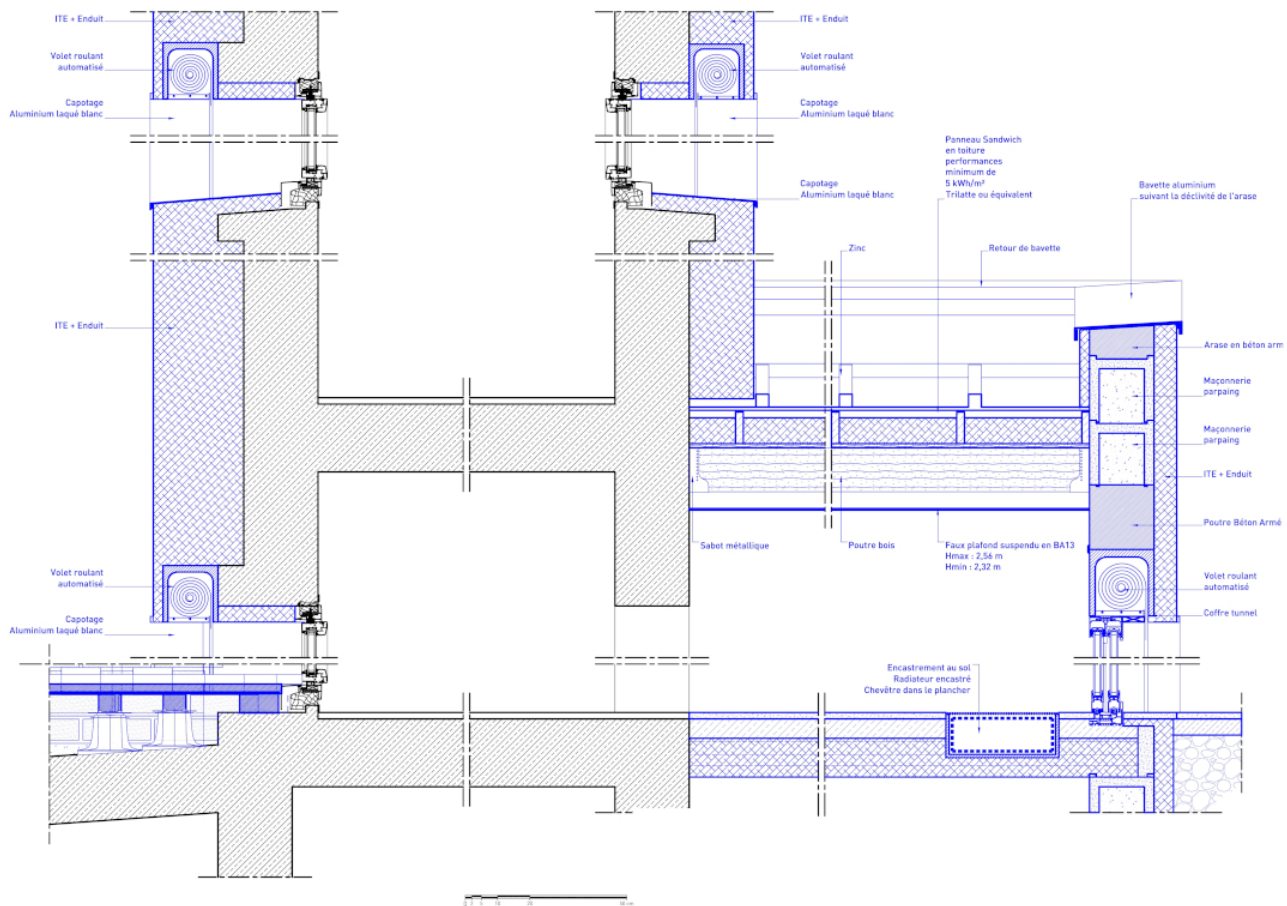 ITE + Enduit
Volet roulant
automatisé
Capotage
Aluminium laqué blanc
ITE + Enduit
Volet roulant
automatisé
Capotage
Aluminium laqué blanc
ITE + Enduit
Volet roulant
automatisé
Capotage
Aluminium laqué blanc
Capotage
Aluminium laqué blanc
Panneau Sandwich
en toiture
performances
minimum de
5 kWh/m²
Trilatte ou équivalent
Bavette aluminium
suivant la déclivité de l'arase
Zinc
Retour de bavette
Arase en béton arm
Maçonnerie
parpaing
Maçonnerie
parpaing
ITE + Enduit
Poutre Béton Armé
Sabot métallique
Poutre bois
Faux plafond suspendu en BA13
Hmax : 2,56 m
Hmin : 2,32 m
Volet roulant
automatisé
Coffre tunnel
Encastrement au sol
Radiateur encastré
Chevêtre dans le plancher